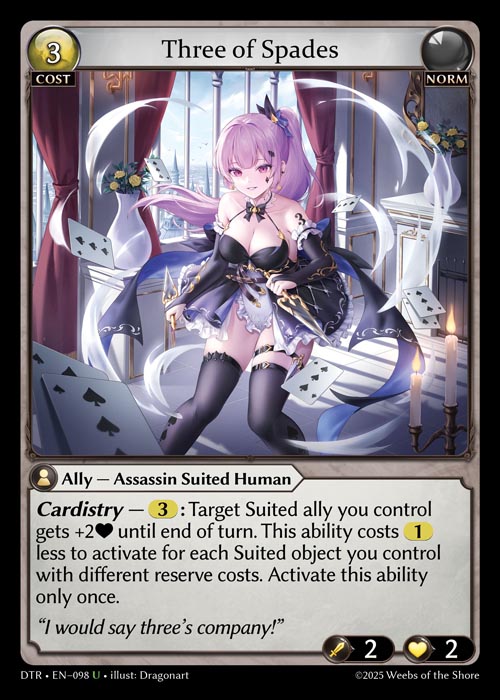 3
Three of Spades
COST
NORM
Ally — Assassin Suited Human
Cardistry — 3 : Target Suited ally you control
gets +2♥ until end of turn. This ability costs 1
less to activate for each Suited object you control
with different reserve costs. Activate this ability
only once.
“I would say three’s company!”
2
2
DTR • EN–098 U • illust: Dragonart
©2025 Weebs of the Shore